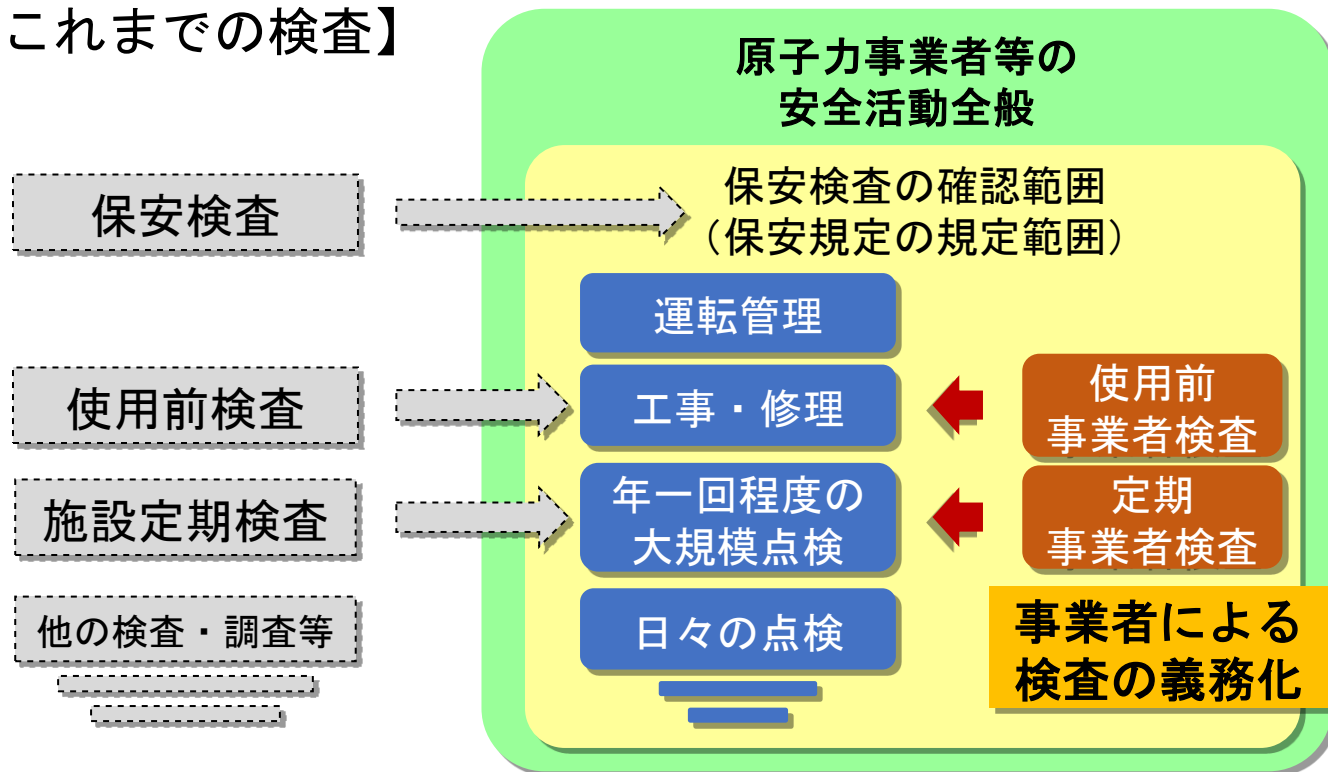 これまでの検査】
原子力事業者等の
安全活動全般
保安検査
保安検査の確認範囲
（保安規定の規定範囲）
運転管理
使用前検査
工事・修理
使用前
事業者検査
施設定期検査
年一回程度の
大規模点検
定期
事業者検査
他の検査・調査等
日々の点検
事業者による
検査の義務化